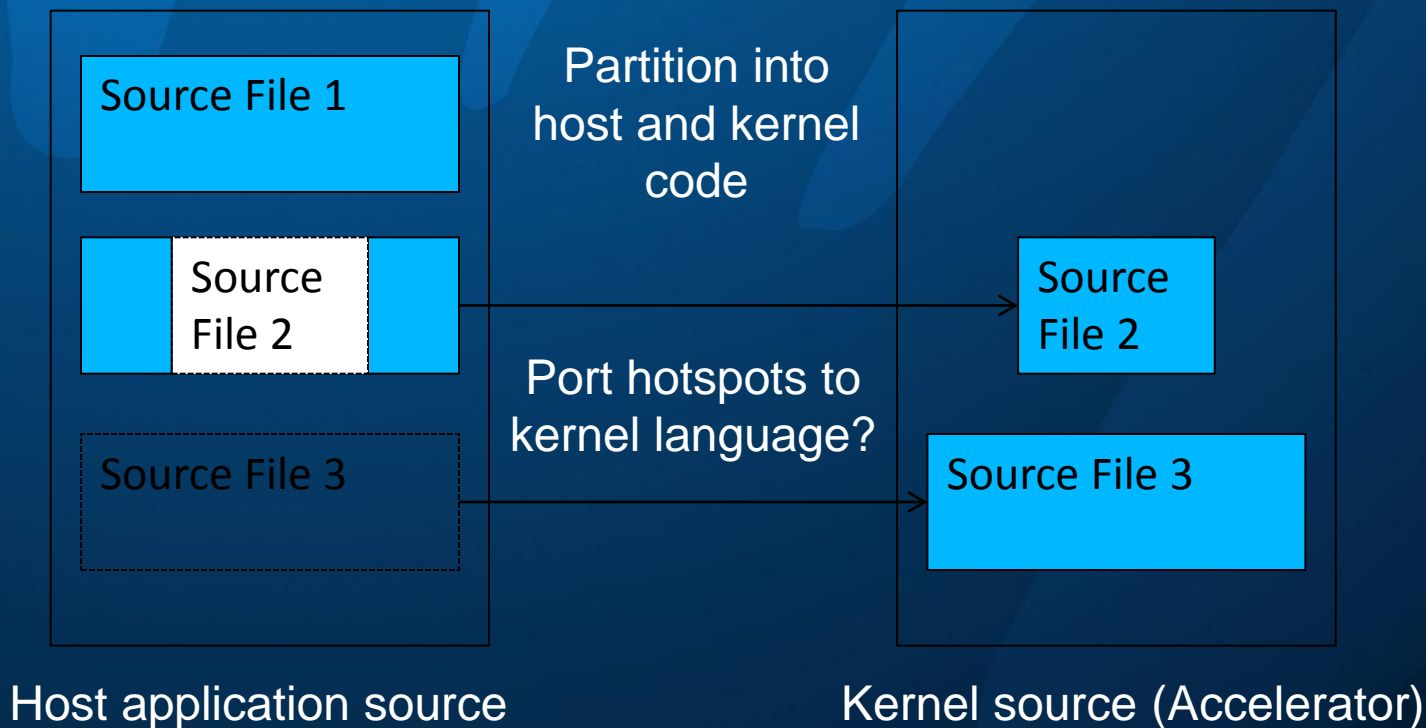 Source File 1
Partition into
host and kernel
code
Source
File 2
Source
File 2
Port hotspots to
kernel language?
Source File 3
Source File 3
Host application source
Kernel source (Accelerator)